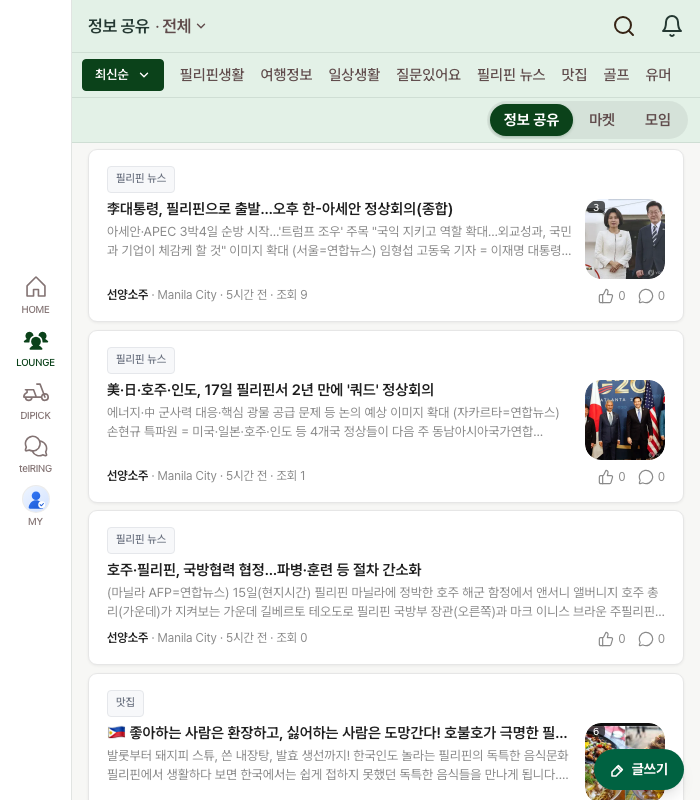 정보 공유 · 전체
최신순 필리핀생활 여행정보 일상생활 질문있어요 필리핀 뉴스 맛집 골프 유머
정보 공유 마켓 모임
필리핀 뉴스
李대통령, 필리핀으로 출발…오후 한-아세안 정상회의(종합)
아세안·APEC 3박4일 순방 시작…'트럼프 조우' 주목 "국익 지키고 역할 확대…외교성과, 국민
과 기업이 체감케 할 것" 이미지 확대 (서울=연합뉴스) 임형섭 고동욱 기자 = 이재명 대통령…
3
선양소주 · Manila City · 5시간 전 · 조회 9
0 0
필리핀 뉴스
美·日·호주·인도, 17일 필리핀서 2년 만에 '쿼드' 정상회의
에너지·中 군사력 대응·핵심 광물 공급 문제 등 논의 예상 이미지 확대 (자카르타=연합뉴스)
손현규 특파원 = 미국·일본·호주·인도 등 4개국 정상들이 다음 주 동남아시아국가연합…
선양소주 · Manila City · 5시간 전 · 조회 1
0 0
필리핀 뉴스
호주·필리핀, 국방협력 협정…파병·훈련 등 절차 간소화
(마닐라 AFP=연합뉴스) 15일(현지시간) 필리핀 마닐라에 정박한 호주 해군 함정에서 앤서니 앨버니지 호주 총
리(가운데)가 지켜보는 가운데 길베르토 테오도로 필리핀 국방부 장관(오른쪽)과 마크 이니스 브라운 주필리핀…
선양소주 · Manila City · 5시간 전 · 조회 0
0 0
맛집
🇵🇭 좋아하는 사람은 환장하고, 싫어하는 사람은 도망간다! 호불호가 극명한 필…
발룻부터 돼지피 스튜, 쓴 내장탕, 발효 생선까지! 한국인도 놀라는 필리핀의 독특한 음식문화
필리핀에서 생활하다 보면 한국에서는 쉽게 접하지 못했던 독특한 음식들을 만나게 됩니다.…
6
글쓰기
HOME
LOUNGE
DIPICK
telRING
MY